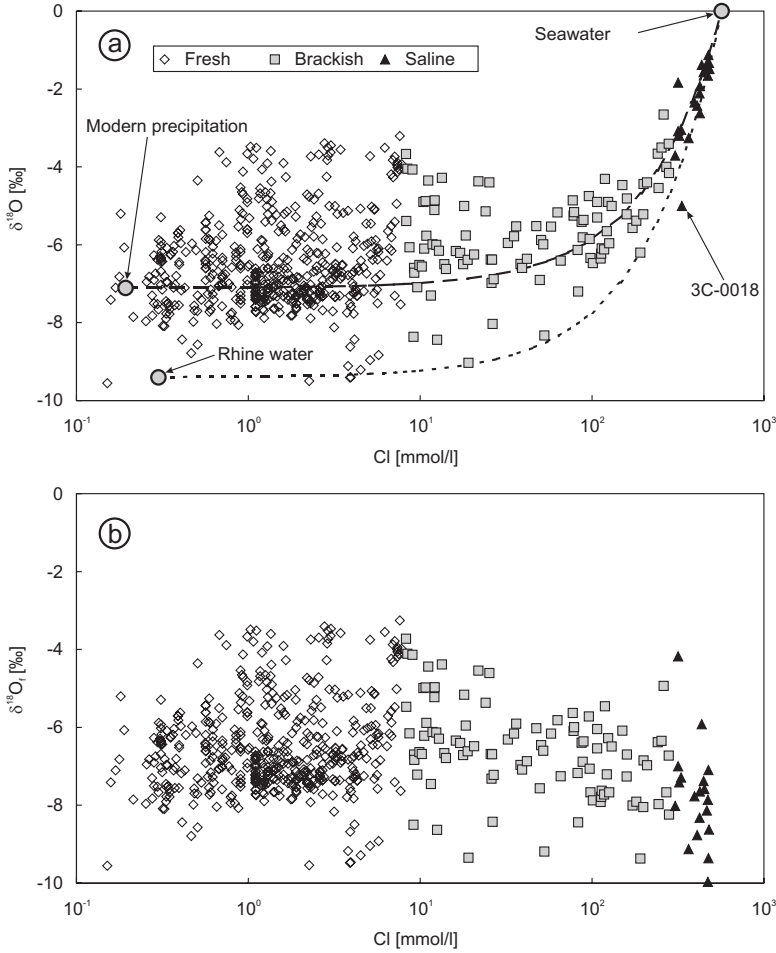 0
Seawater
a
Fresh Brackish Saline
-2
Modern precipitation
-4
δ¹⁸O [‰]
-6
3C-0018
-8
Rhine water
-10
10⁻¹ 10⁰ 10¹ 10² 10³
Cl [mmol/l]
0
b
-2
-4
δ¹⁸Of [‰]
-6
-8
-10
10⁻¹ 10⁰ 10¹ 10² 10³
Cl [mmol/l]